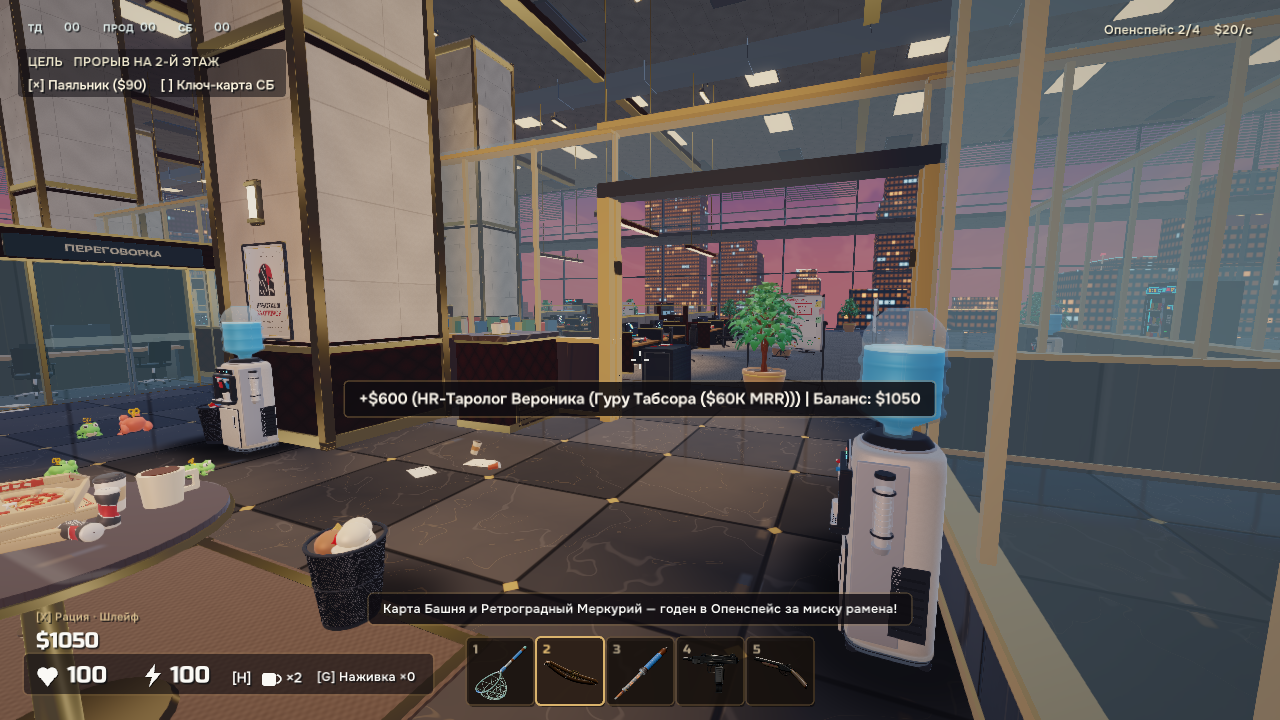 ТД 00 ПРОД 00 СБ 00
Опенспейс 2/4 $20/с
ЦЕЛЬ ПРОРЫВ НА 2-Й ЭТАЖ
[×] Паяльник ($90) [ ] Ключ-карта СБ
ПЕРЕГОВОРКА
+$600 (HR-Таролог Вероника (Гуру Табсора ($60K MRR))) | Баланс: $1050
Карта Башня и Ретроградный Меркурий — годен в Опенспейс за миску рамена!
[X] Рация · Шлейф
$1050
100 100 [H] ×2 [G] Наживка ×0
1 2 3 4 5